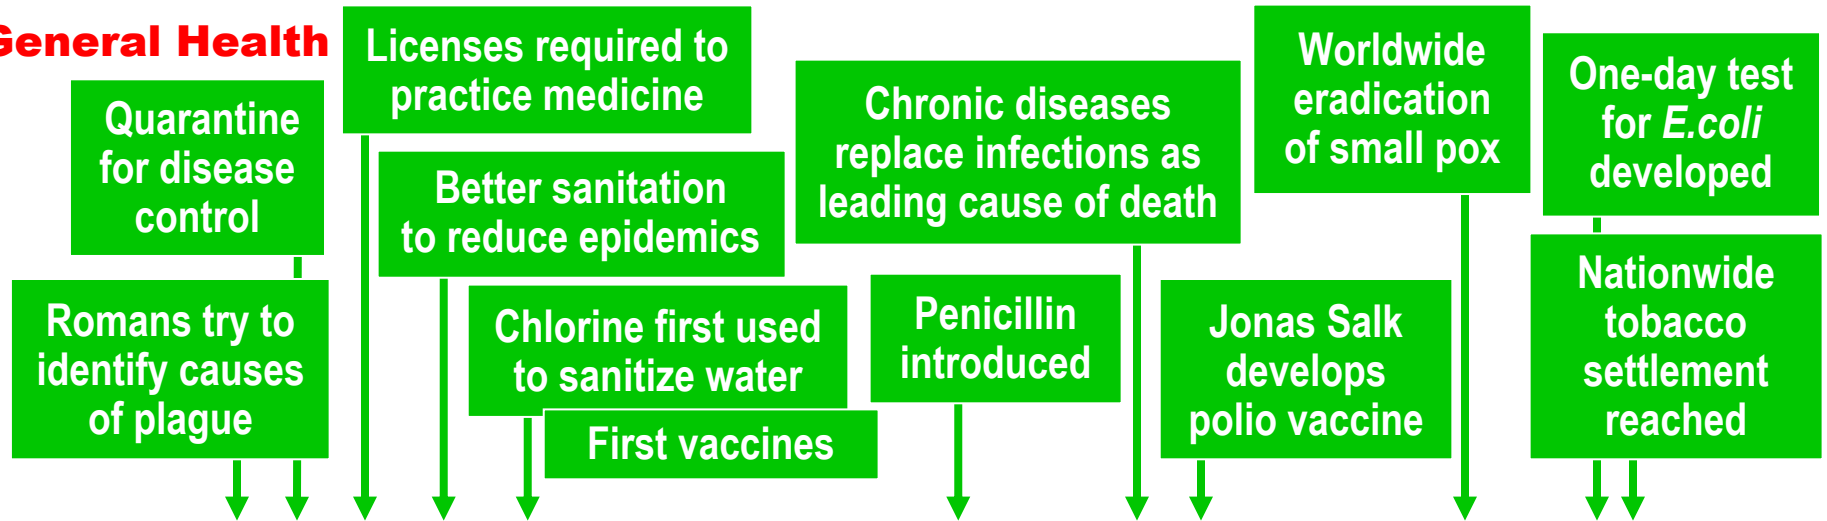 General Health
Quarantine
for disease
control
Romans try to
identify causes
of plague
Licenses required to
practice medicine
Better sanitation
to reduce epidemics
Chlorine first used
to sanitize water
First vaccines
Chronic diseases
replace infections as
leading cause of death
Penicillin
introduced
Jonas Salk
develops
polio vaccine
Worldwide
eradication
of small pox
One-day test
for E.coli
developed
Nationwide
tobacco
settlement
reached